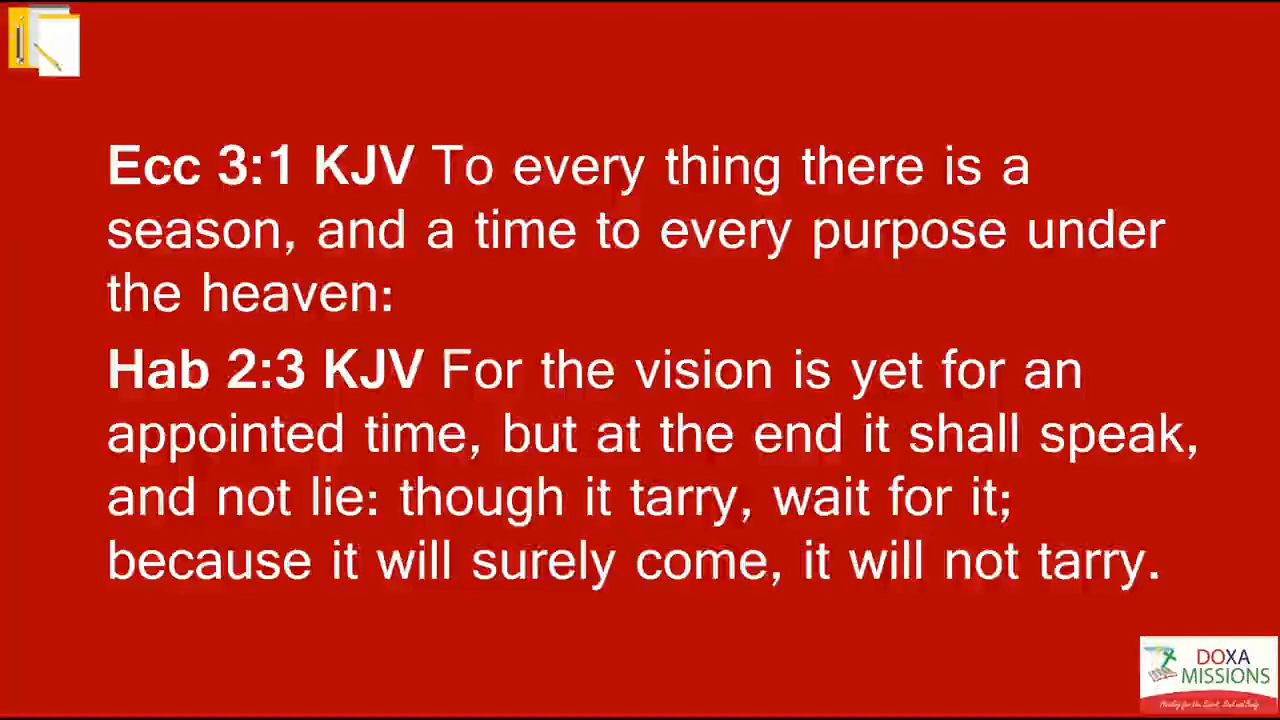 Ecc 3:1 KJV To every thing there is a
season, and a time to every purpose under
the heaven:
Hab 2:3 KJV For the vision is yet for an
appointed time, but at the end it shall speak,
and not lie: though it tarry, wait for it;
because it will surely come, it will not tarry.
DOXA
MISSIONS